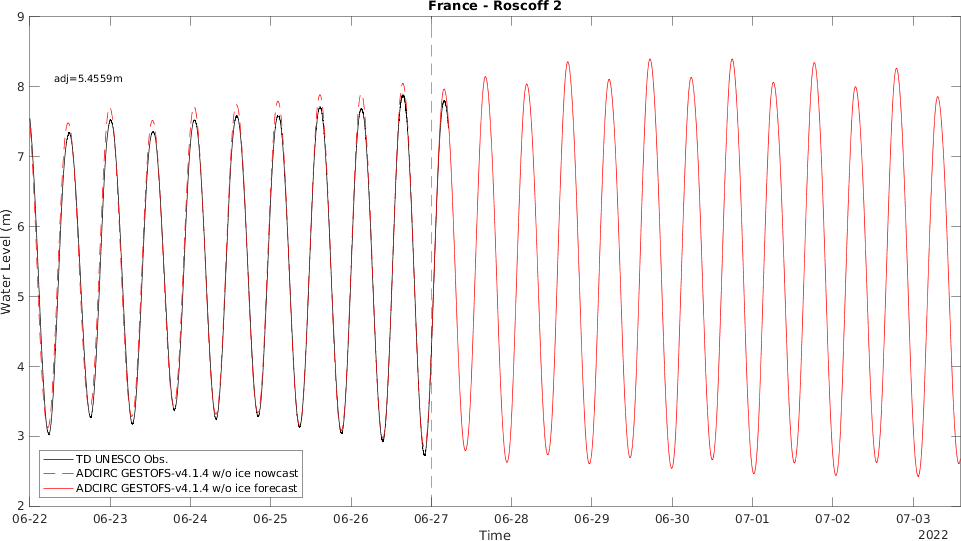 France - Roscoff 2
9
8
7
6
5
4
3
2
Water Level (m)
adj=5.4559m
TD UNESCO Obs.
ADCIRC GESTOFS-v4.1.4 w/o ice nowcast
ADCIRC GESTOFS-v4.1.4 w/o ice forecast
06-22 06-23 06-24 06-25 06-26 06-27 06-28 06-29 06-30 07-01 07-02 07-03
Time
2022